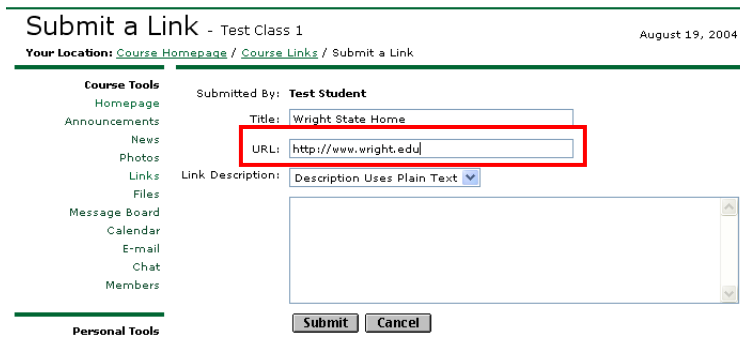 Submit a Link - Test Class 1
August 19, 2004
Your Location: Course Homepage / Course Links / Submit a Link
Course Tools
Homepage
Announcements
News
Photos
Links
Files
Message Board
Calendar
E-mail
Chat
Members
Personal Tools
Submitted By: Test Student
Title: Wright State Home
URL: http://www.wright.edu
Link Description: Description Uses Plain Text
Submit Cancel